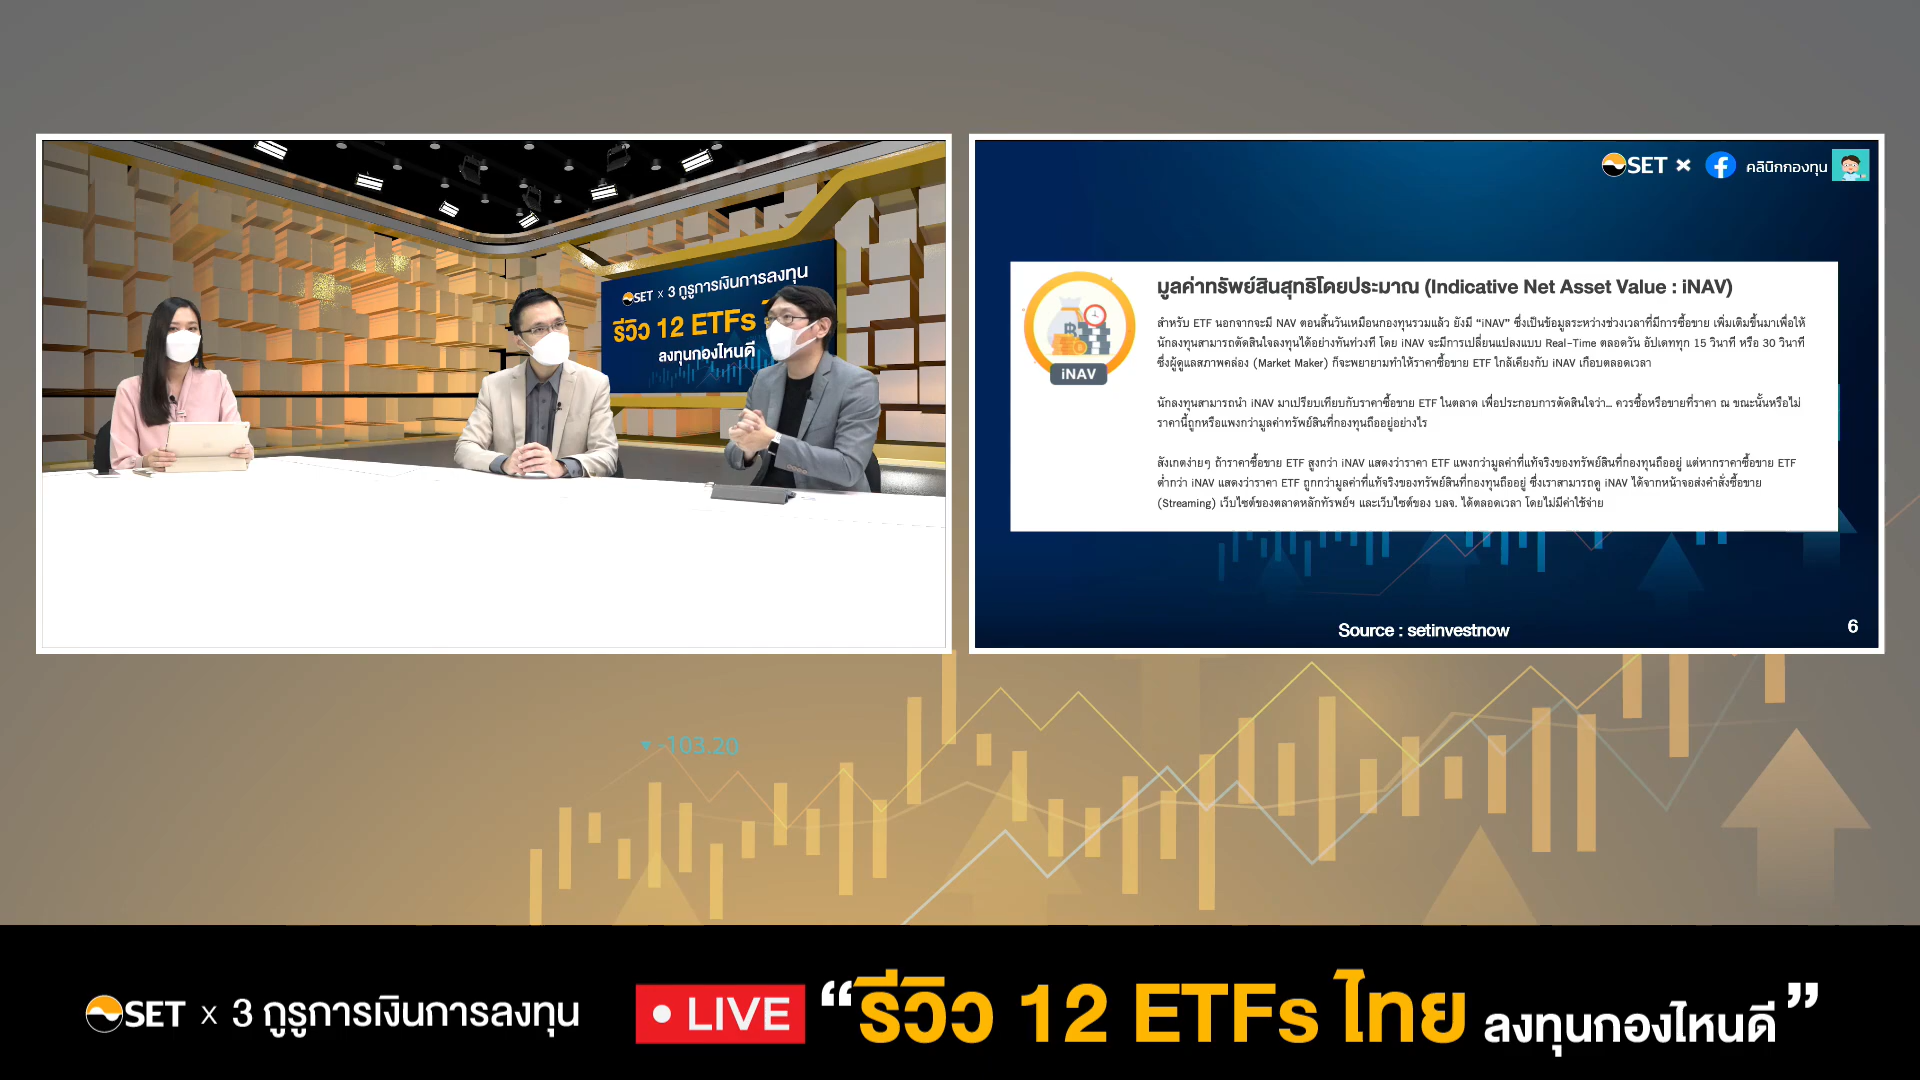 SET x 3 กูรูการเงินการลงทุน
รีวิว 12 ETFs
ลงทุนกองไหนดี
SET × f คลินิกกองทุน
iNAV
มูลค่าทรัพย์สินสุทธิโดยประมาณ (Indicative Net Asset Value : iNAV)
สำหรับ ETF นอกจากจะมี NAV ตอนสิ้นวันเหมือนกองทุนรวมแล้ว ยังมี “iNAV” ซึ่งเป็นข้อมูลระหว่างช่วงเวลาที่มีการซื้อขาย เพิ่มเติมขึ้นมาเพื่อให้
นักลงทุนสามารถตัดสินใจลงทุนได้อย่างทันท่วงที โดย iNAV จะมีการเปลี่ยนแปลงแบบ Real-Time ตลอดวัน อัปเดททุก 15 วินาที หรือ 30 วินาที
ซึ่งผู้ดูแลสภาพคล่อง (Market Maker) ก็จะพยายามทำให้ราคาซื้อขาย ETF ใกล้เคียงกับ iNAV เกือบตลอดเวลา
นักลงทุนสามารถนำ iNAV มาเปรียบเทียบกับราคาซื้อขาย ETF ในตลาด เพื่อประกอบการตัดสินใจว่า... ควรซื้อหรือขายที่ราคา ณ ขณะนั้นหรือไม่
ราคานี้ถูกหรือแพงกว่ามูลค่าทรัพย์สินที่กองทุนถืออยู่อย่างไร
สังเกตง่ายๆ ถ้าราคาซื้อขาย ETF สูงกว่า iNAV แสดงว่าราคา ETF แพงกว่ามูลค่าที่แท้จริงของทรัพย์สินที่กองทุนถืออยู่ แต่หากราคาซื้อขาย ETF
ต่ำกว่า iNAV แสดงว่าราคา ETF ถูกกว่ามูลค่าที่แท้จริงของทรัพย์สินที่กองทุนถืออยู่ ซึ่งเราสามารถดู iNAV ได้จากหน้าจอส่งคำสั่งซื้อขาย
(Streaming) เว็บไซต์ของตลาดหลักทรัพย์ฯ และเว็บไซต์ของ บลจ. ได้ตลอดเวลา โดยไม่มีค่าใช้จ่าย
Source : setinvestnow
6
▼ -103.20
SET x 3 กูรูการเงินการลงทุน
LIVE
“รีวิว 12 ETFs ไทย ลงทุนกองไหนดี”